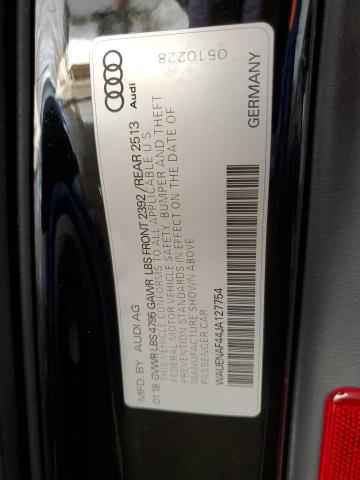 Audi
0510228
MFD. BY AUDI AG
01.18 GVWR LBS 4795 GAWR LBS FRONT 2392/REAR 2513
THIS VEHICLE CONFORMS TO ALL APPLICABLE U S
FEDERAL MOTOR VEHICLE SAFETY, BUMPER AND THEFT
PREVENTION STANDARDS IN EFFECT ON THE DATE OF
MANUFACTURE SHOWN ABOVE
PASSENGER CAR
WAUENAF44JA127754
GERMANY